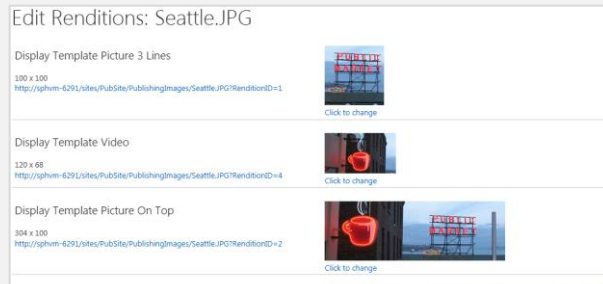 Edit Renditions: Seattle.JPG
Display Template Picture 3 Lines
100 x 100
http://sphvm-6291/sites/PubSite/PublishingImages/Seattle.JPG?RenditionID=1
PUBLIC
MARKET
Click to change
Display Template Video
120 x 68
http://sphvm-6291/sites/PubSite/PublishingImages/Seattle.JPG?RenditionID=4
Click to change
Display Template Picture On Top
304 x 100
http://sphvm-6291/sites/PubSite/PublishingImages/Seattle.JPG?RenditionID=2
PUBLIC
MARKET
Click to change